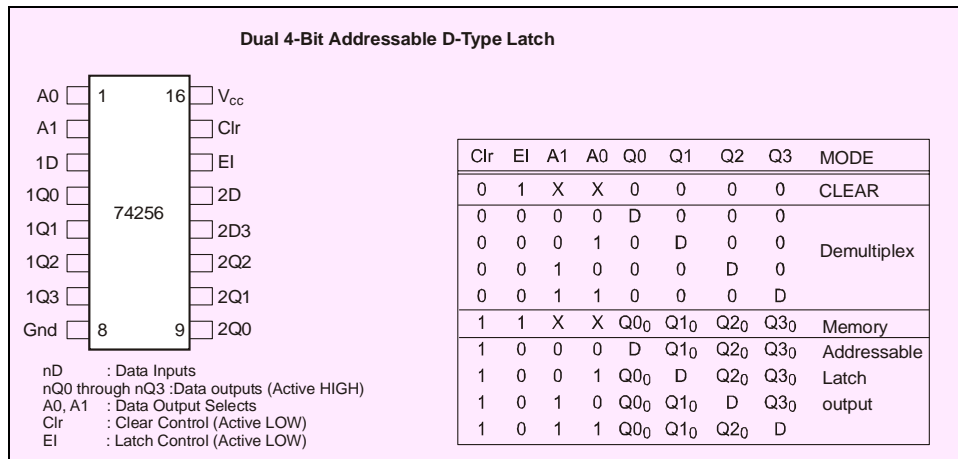 Dual 4-Bit Addressable D-Type Latch
A0 1 16 Vcc
A1 Clr
1D EI
1Q0 2D
74256
1Q1 2D3
1Q2 2Q2
1Q3 2Q1
Gnd 8 9 2Q0
nD : Data Inputs
nQ0 through nQ3 :Data outputs (Active HIGH)
A0, A1 : Data Output Selects
Clr : Clear Control (Active LOW)
EI : Latch Control (Active LOW)
Clr EI A1 A0 Q0 Q1 Q2 Q3 MODE
0 1 X X 0 0 0 0 CLEAR
0 0 0 0 D 0 0 0
0 0 0 1 0 D 0 0 Demultiplex
0 0 1 0 0 0 D 0
0 0 1 1 0 0 0 D
1 1 X X Q0₀ Q1₀ Q2₀ Q3₀ Memory
1 0 0 0 D Q1₀ Q2₀ Q3₀ Addressable
1 0 0 1 Q0₀ D Q2₀ Q3₀ Latch
1 0 1 0 Q0₀ Q1₀ D Q3₀ output
1 0 1 1 Q0₀ Q1₀ Q2₀ D